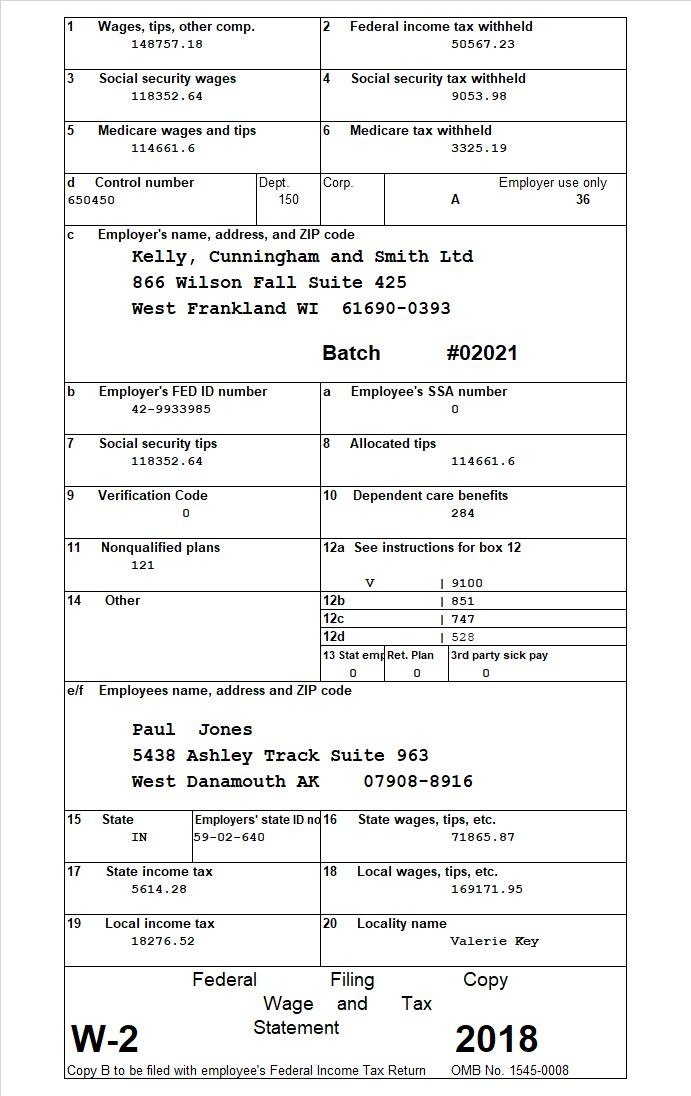 1 Wages, tips, other comp. 2 Federal income tax withheld
148757.18 50567.23
3 Social security wages 4 Social security tax withheld
118352.64 9053.98
5 Medicare wages and tips 6 Medicare tax withheld
114661.6 3325.19
d Control number Dept. Corp. Employer use only
650450 150 A 36
c Employer's name, address, and ZIP code
Kelly, Cunningham and Smith Ltd
866 Wilson Fall Suite 425
West Frankland WI 61690-0393
Batch #02021
b Employer's FED ID number a Employee's SSA number
42-9933985 0
7 Social security tips 8 Allocated tips
118352.64 114661.6
9 Verification Code 10 Dependent care benefits
0 284
11 Nonqualified plans 12a See instructions for box 12
121
V | 9100
14 Other 12b | 851
12c | 747
12d | 528
13 Stat emp Ret. Plan 3rd party sick pay
0 0 0
e/f Employees name, address and ZIP code
Paul Jones
5438 Ashley Track Suite 963
West Danamouth AK 07908-8916
15 State Employers' state ID no 16 State wages, tips, etc.
IN 59-02-640 71865.87
17 State income tax 18 Local wages, tips, etc.
5614.28 169171.95
19 Local income tax 20 Locality name
18276.52 Valerie Key
Federal Filing Copy
Wage and Tax
Statement
W-2 2018
Copy B to be filed with employee's Federal Income Tax Return OMB No. 1545-0008